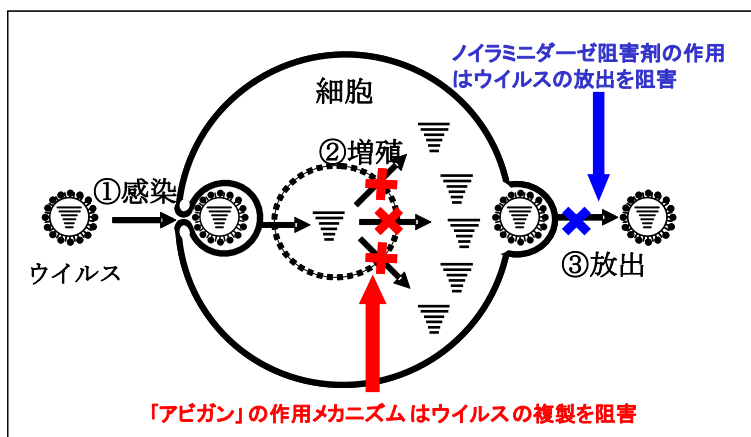 ノイラミニダーゼ阻害剤の作用
はウイルスの放出を阻害
細胞
②増殖
①感染
ウイルス
③放出
「アビガン」の作用メカニズムはウイルスの複製を阻害